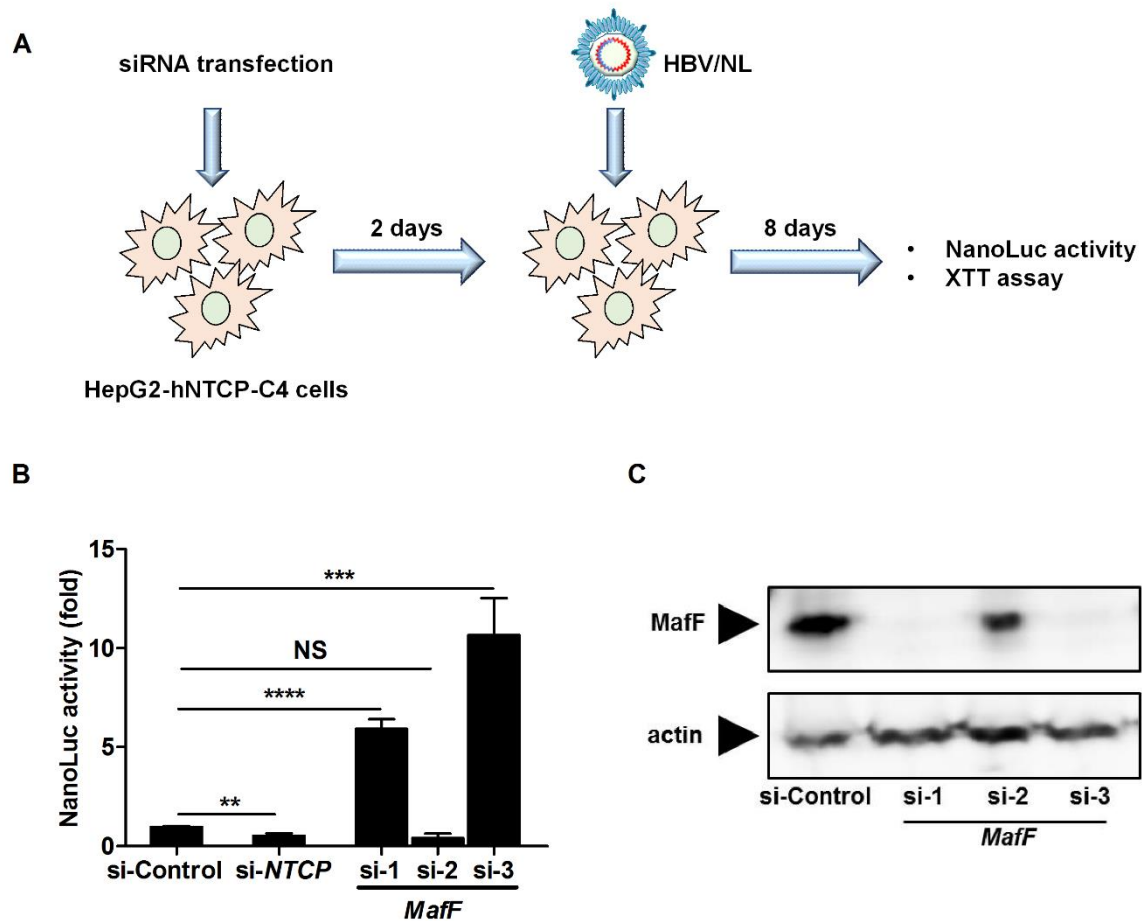 A
siRNA transfection
HBV/NL
2 days
8 days
• NanoLuc activity
• XTT assay
HepG2-hNTCP-C4 cells
B
NanoLuc activity (fold)
15
10
5
0
***
NS
****
**
si-Control si-NTCP si-1 si-2 si-3
MafF
C
MafF
actin
si-Control si-1 si-2 si-3
MafF